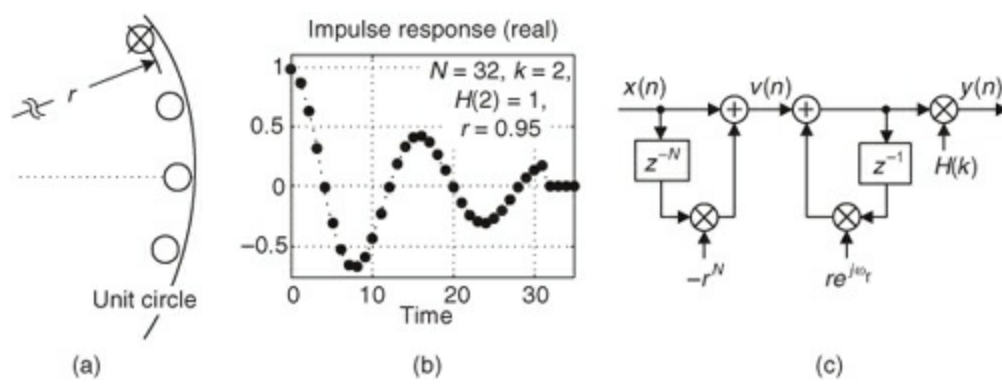 r
Unit circle
(a)
Impulse response (real)
1
0.5
0
−0.5
N = 32, k = 2,
H(2) = 1,
r = 0.95
0 10 20 30
Time
(b)
x(n) v(n) y(n)
z^{-N} z^{-1} H(k)
−r^N re^{jω_r}
(c)